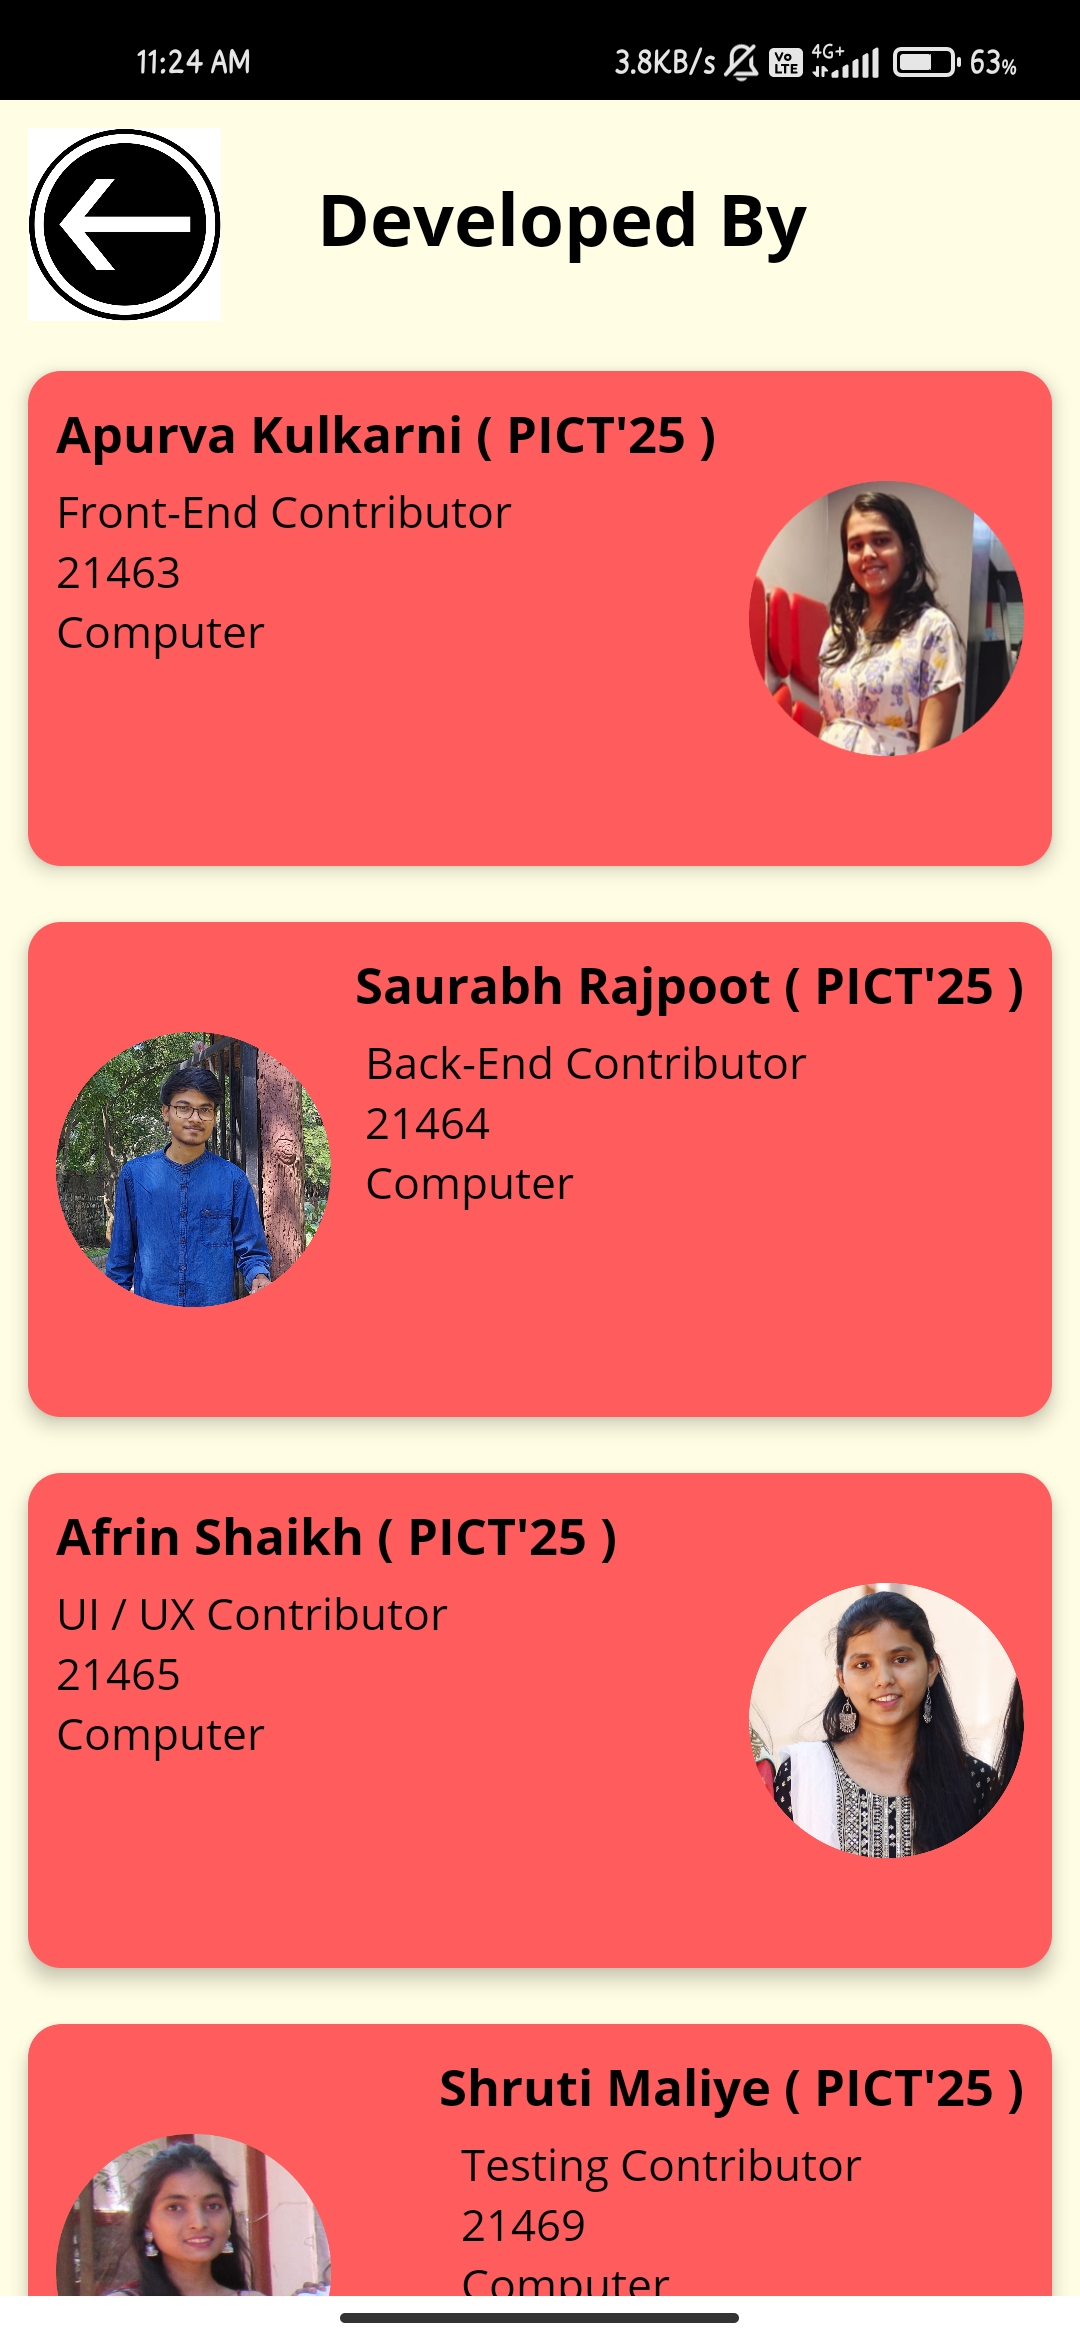 11:24 AM 3.8KB/s Vo LTE 4G+ 63%
Developed By
Apurva Kulkarni ( PICT'25 )
Front-End Contributor
21463
Computer
Saurabh Rajpoot ( PICT'25 )
Back-End Contributor
21464
Computer
Afrin Shaikh ( PICT'25 )
UI / UX Contributor
21465
Computer
Shruti Maliye ( PICT'25 )
Testing Contributor
21469
Computer